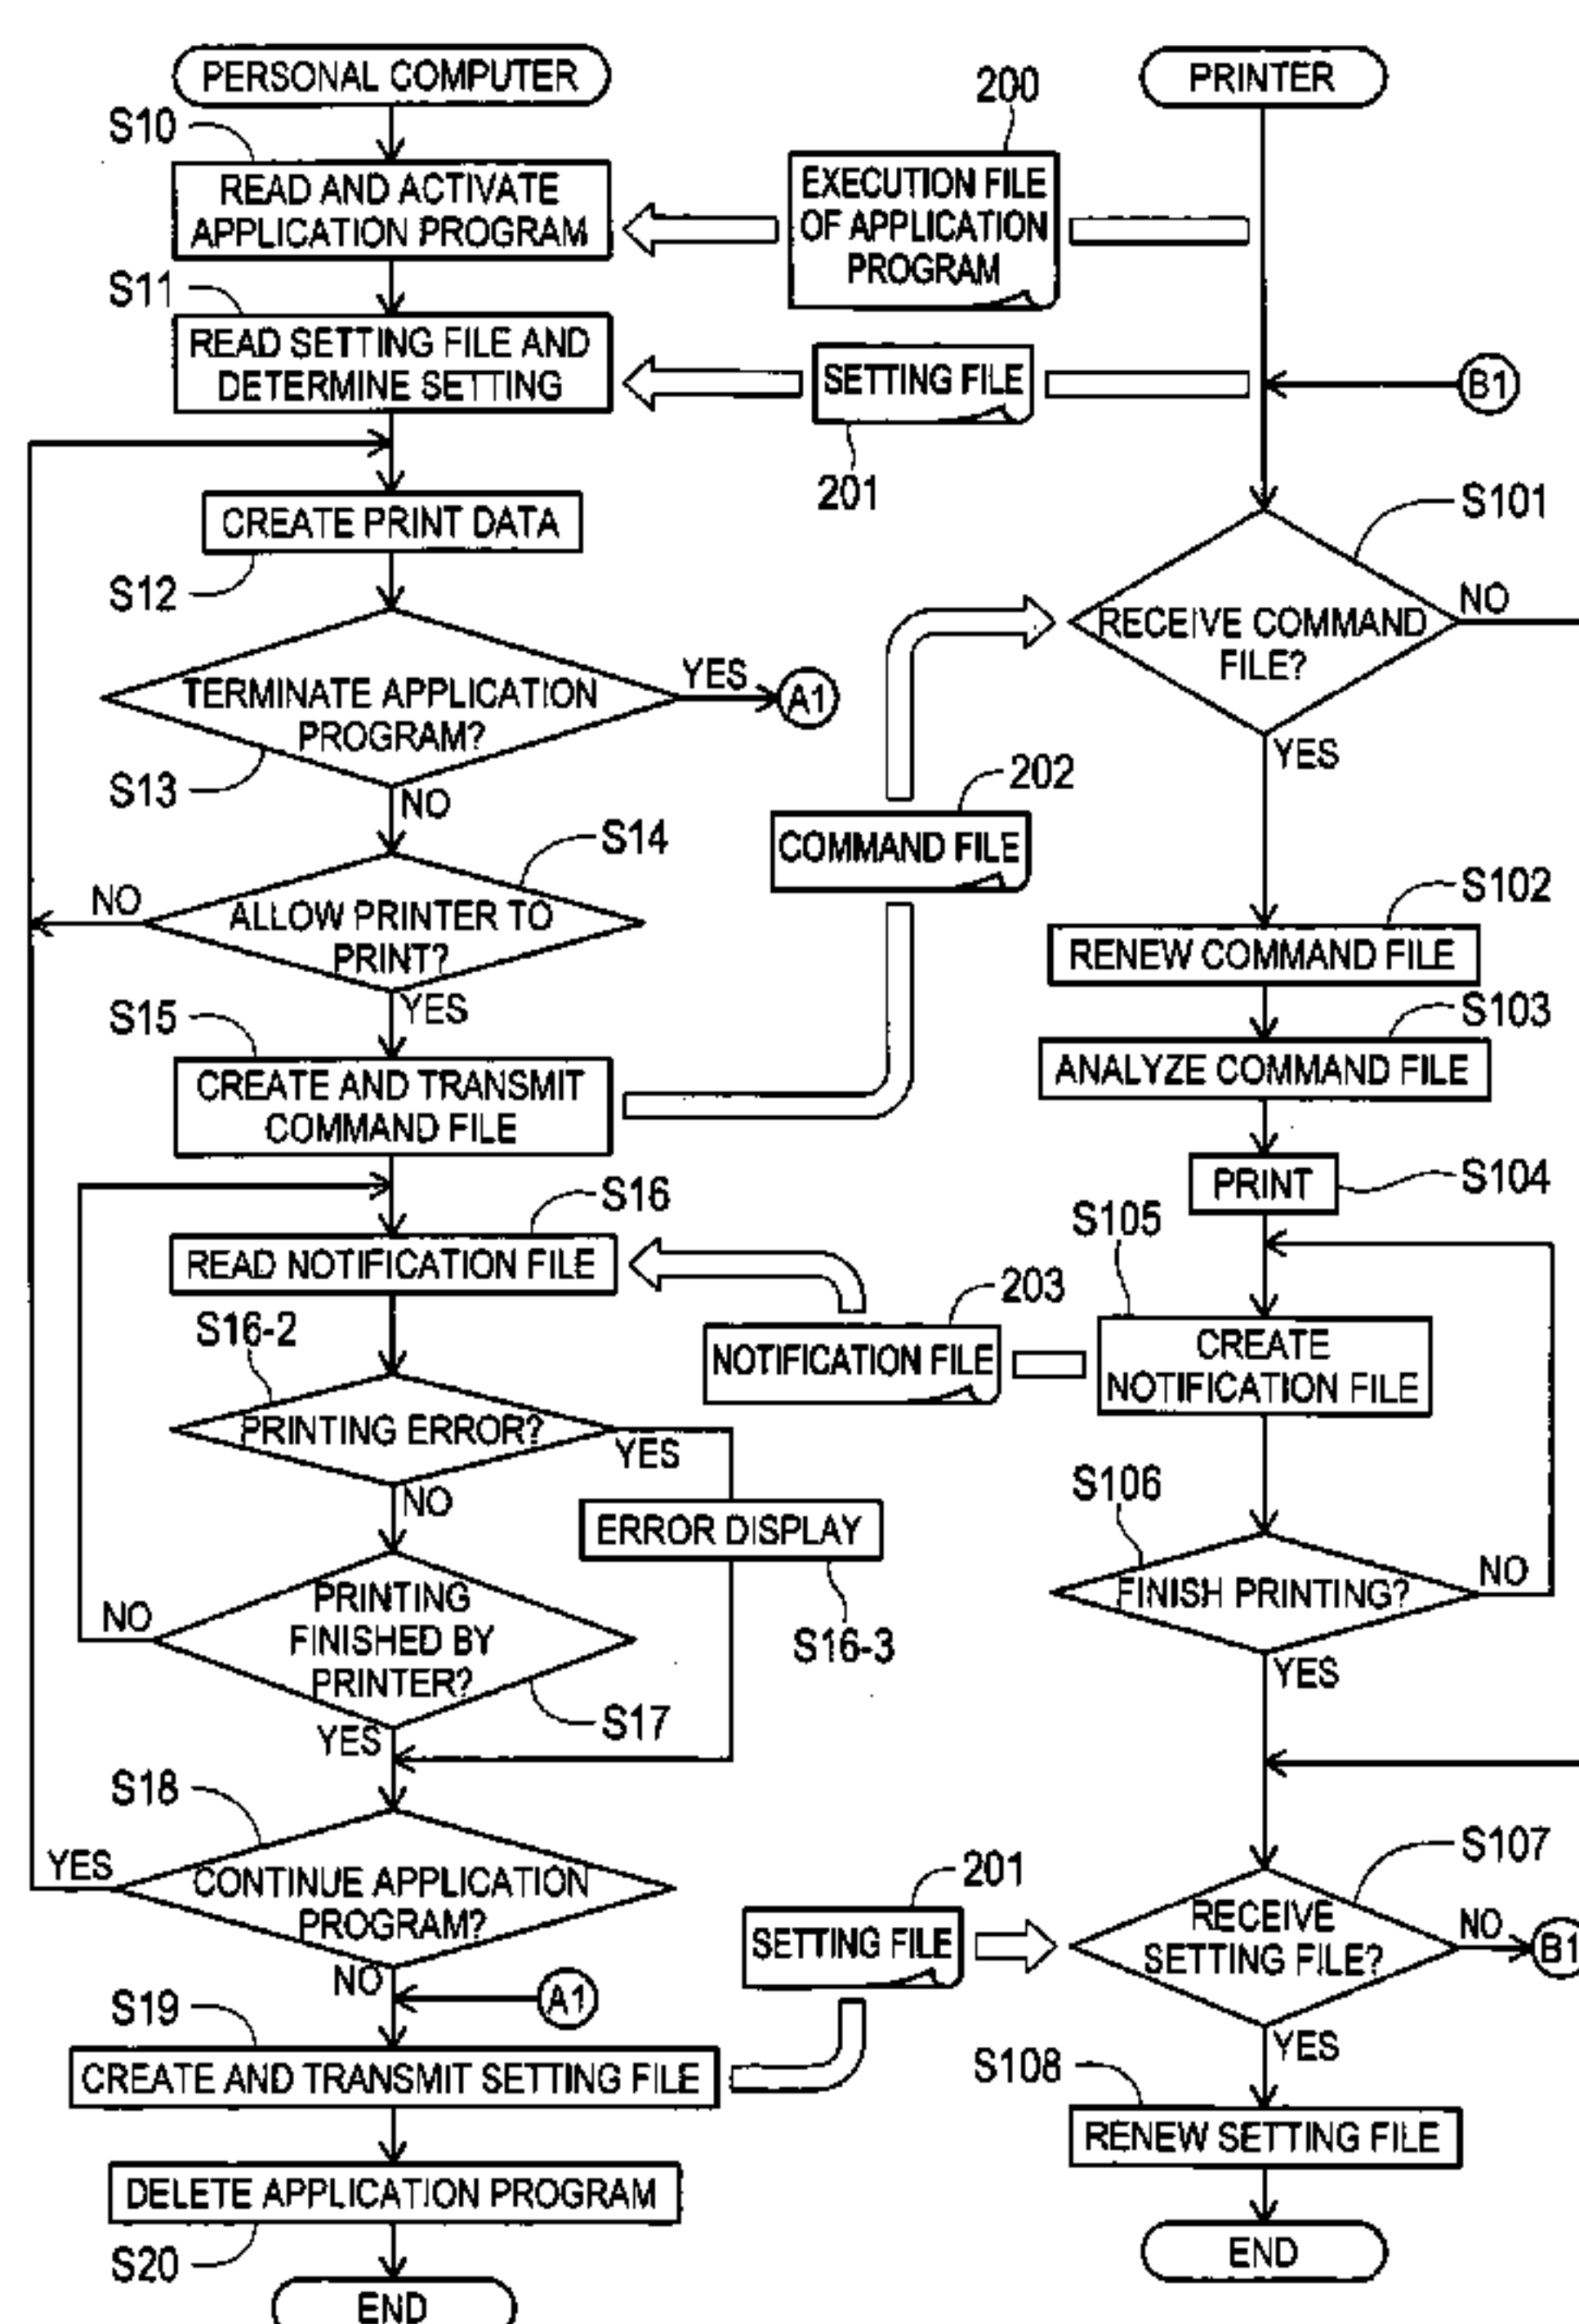 PERSONAL COMPUTER
200
PRINTER
S10
READ AND ACTIVATE
APPLICATION PROGRAM
EXECUTION FILE
OF APPLICATION
PROGRAM
S11
READ SETTING FILE AND
DETERMINE SETTING
SETTING FILE
B1
201
CREATE PRINT DATA
S12
S101
RECEIVE COMMAND
FILE?
NO
YES
TERMINATE APPLICATION
PROGRAM?
YES
A1
S13
NO
202
COMMAND FILE
S14
ALLOW PRINTER TO
PRINT?
NO
YES
S102
RENEW COMMAND FILE
S15
CREATE AND TRANSMIT
COMMAND FILE
S103
ANALYZE COMMAND FILE
PRINT
S104
S16
READ NOTIFICATION FILE
S105
203
NOTIFICATION FILE
CREATE
NOTIFICATION FILE
S16-2
PRINTING ERROR?
YES
NO
ERROR DISPLAY
S16-3
S106
FINISH PRINTING?
NO
YES
PRINTING
FINISHED BY
PRINTER?
NO
S17
YES
S18
CONTINUE APPLICATION
PROGRAM?
YES
NO
A1
201
SETTING FILE
S107
RECEIVE
SETTING FILE?
NO
B1
YES
S19
CREATE AND TRANSMIT SETTING FILE
S108
RENEW SETTING FILE
DELETE APPLICATION PROGRAM
S20
END
END